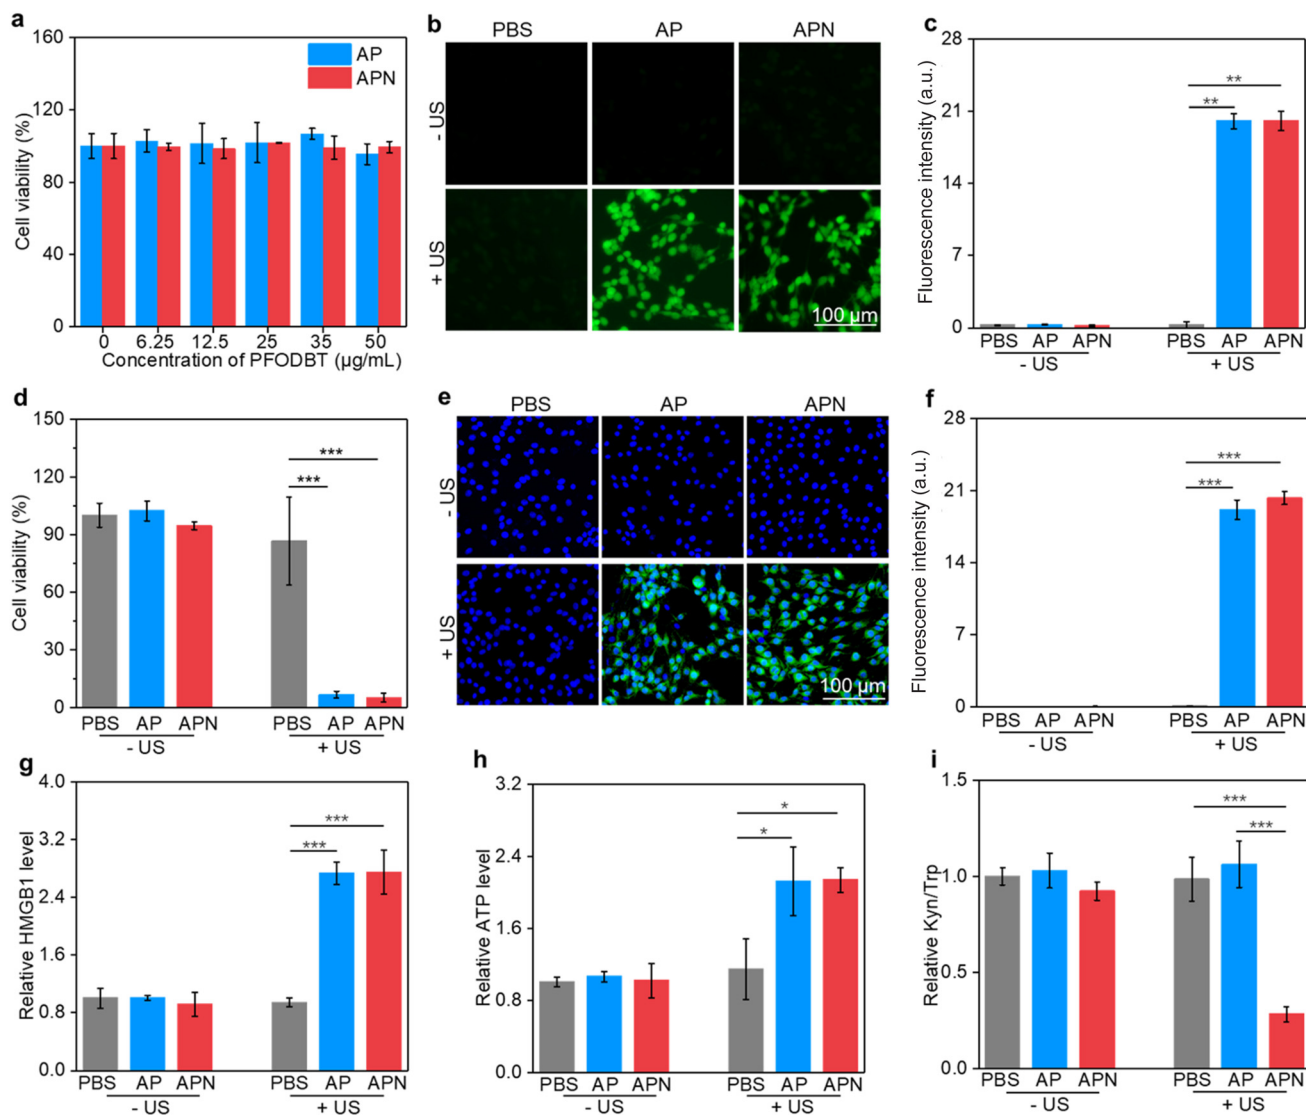 a
160
120
80
40
0
Cell viability (%)
AP
APN
0 6.25 12.5 25 35 50
Concentration of PFODBT (µg/mL)
b
PBS AP APN
- US
+ US
100 µm
c
28
21
14
7
0
Fluorescence intensity (a.u.)
**
**
PBS AP APN PBS AP APN
- US + US
d
150
120
90
60
30
0
Cell viability (%)
***
***
PBS AP APN PBS AP APN
- US + US
e
PBS AP APN
- US
+ US
100 µm
f
28
21
14
7
0
Fluorescence intensity (a.u.)
***
***
PBS AP APN PBS AP APN
- US + US
g
4.0
3.2
2.4
1.6
0.8
0.0
Relative HMGB1 level
***
***
PBS AP APN PBS AP APN
- US + US
h
3.2
2.4
1.6
0.8
0.0
Relative ATP level
*
*
PBS AP APN PBS AP APN
- US + US
i
1.5
1.0
0.5
0.0
Relative Kyn/Trp
***
***
PBS AP APN PBS AP APN
- US + US